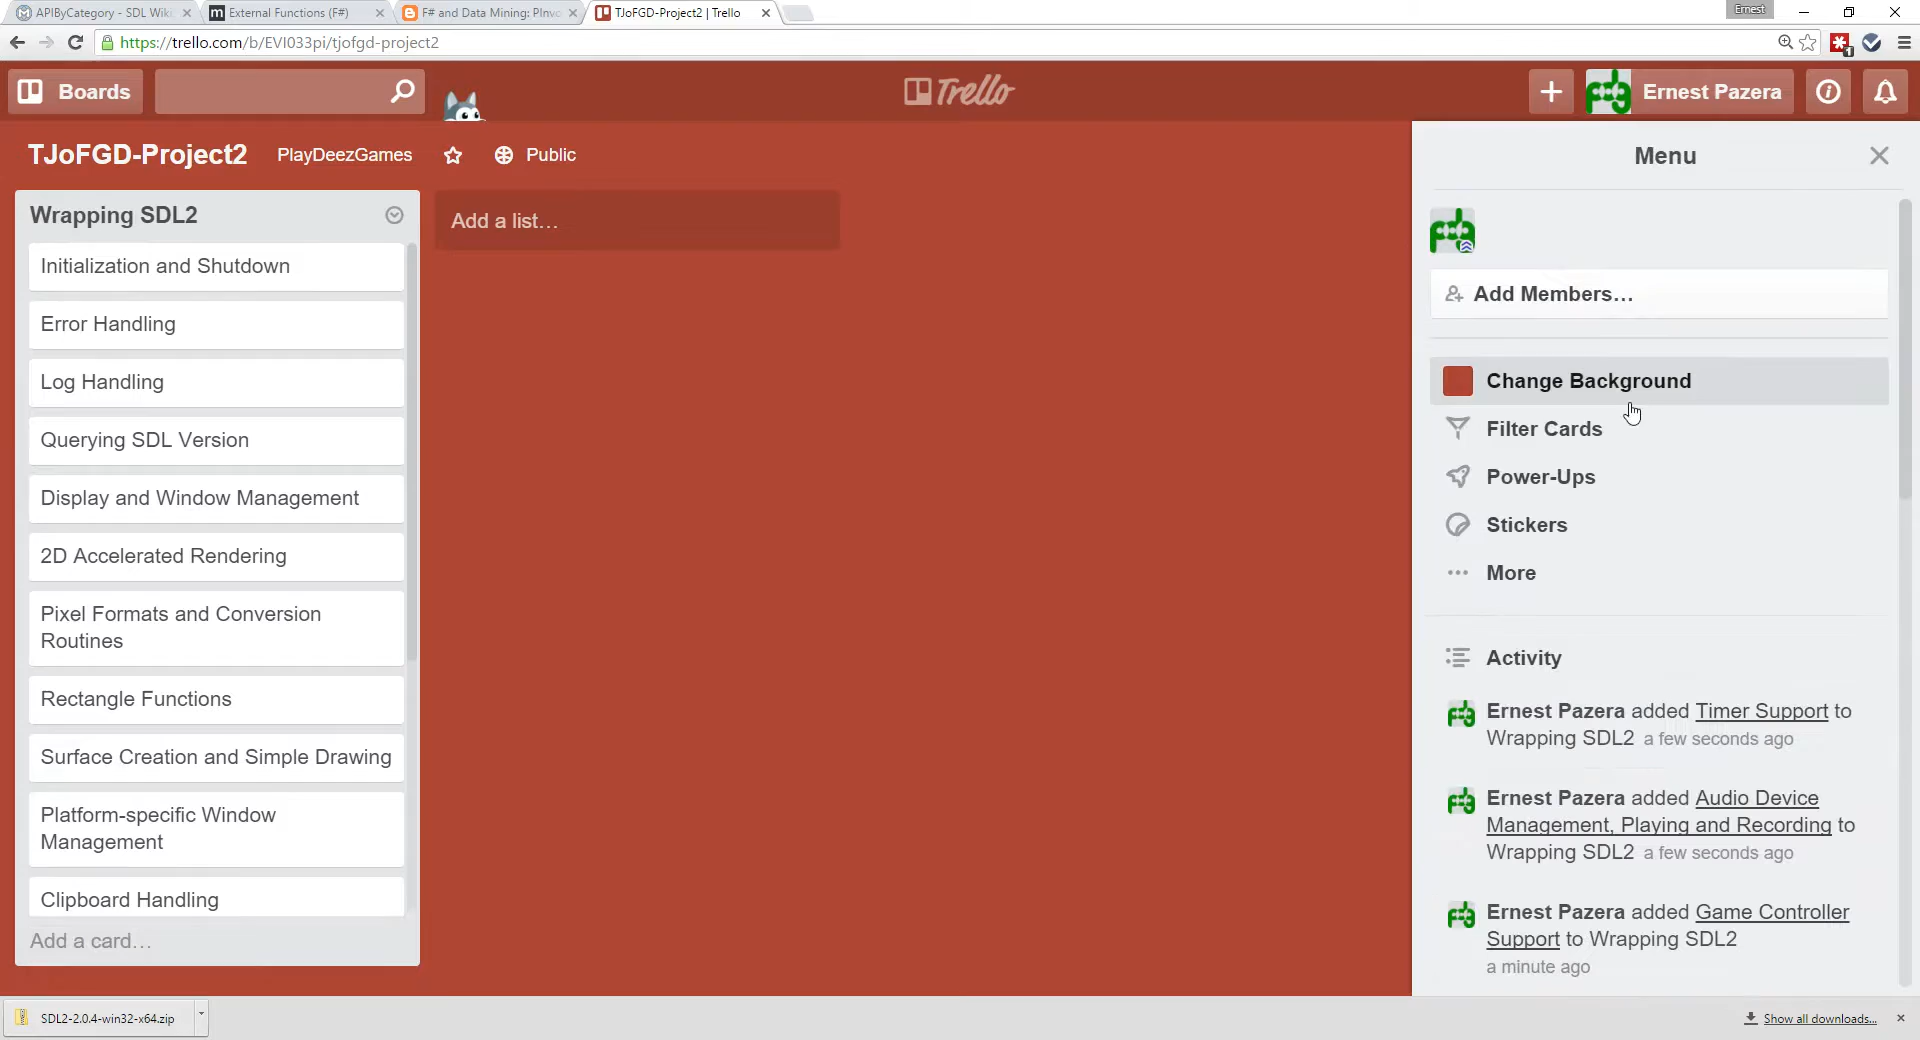 APIByCategory - SDL Wiki
External Functions (F#)
F# and Data Mining: PInvo
TJoFGD-Project2 | Trello
Ernest
https://trello.com/b/EVI033pi/tjofgd-project2
1
Boards
Trello
Ernest Pazera
TJoFGD-Project2 PlayDeezGames Public
Menu
Wrapping SDL2
Add a list…
Initialization and Shutdown
Error Handling
Log Handling
Querying SDL Version
Display and Window Management
2D Accelerated Rendering
Pixel Formats and Conversion
Routines
Rectangle Functions
Surface Creation and Simple Drawing
Platform-specific Window
Management
Clipboard Handling
Add a card…
Add Members…
Change Background
Filter Cards
Power-Ups
Stickers
More
Activity
Ernest Pazera added Timer Support to
Wrapping SDL2 a few seconds ago
Ernest Pazera added Audio Device
Management, Playing and Recording to
Wrapping SDL2 a few seconds ago
Ernest Pazera added Game Controller
Support to Wrapping SDL2
a minute ago
SDL2-2.0.4-win32-x64.zip
Show all downloads...